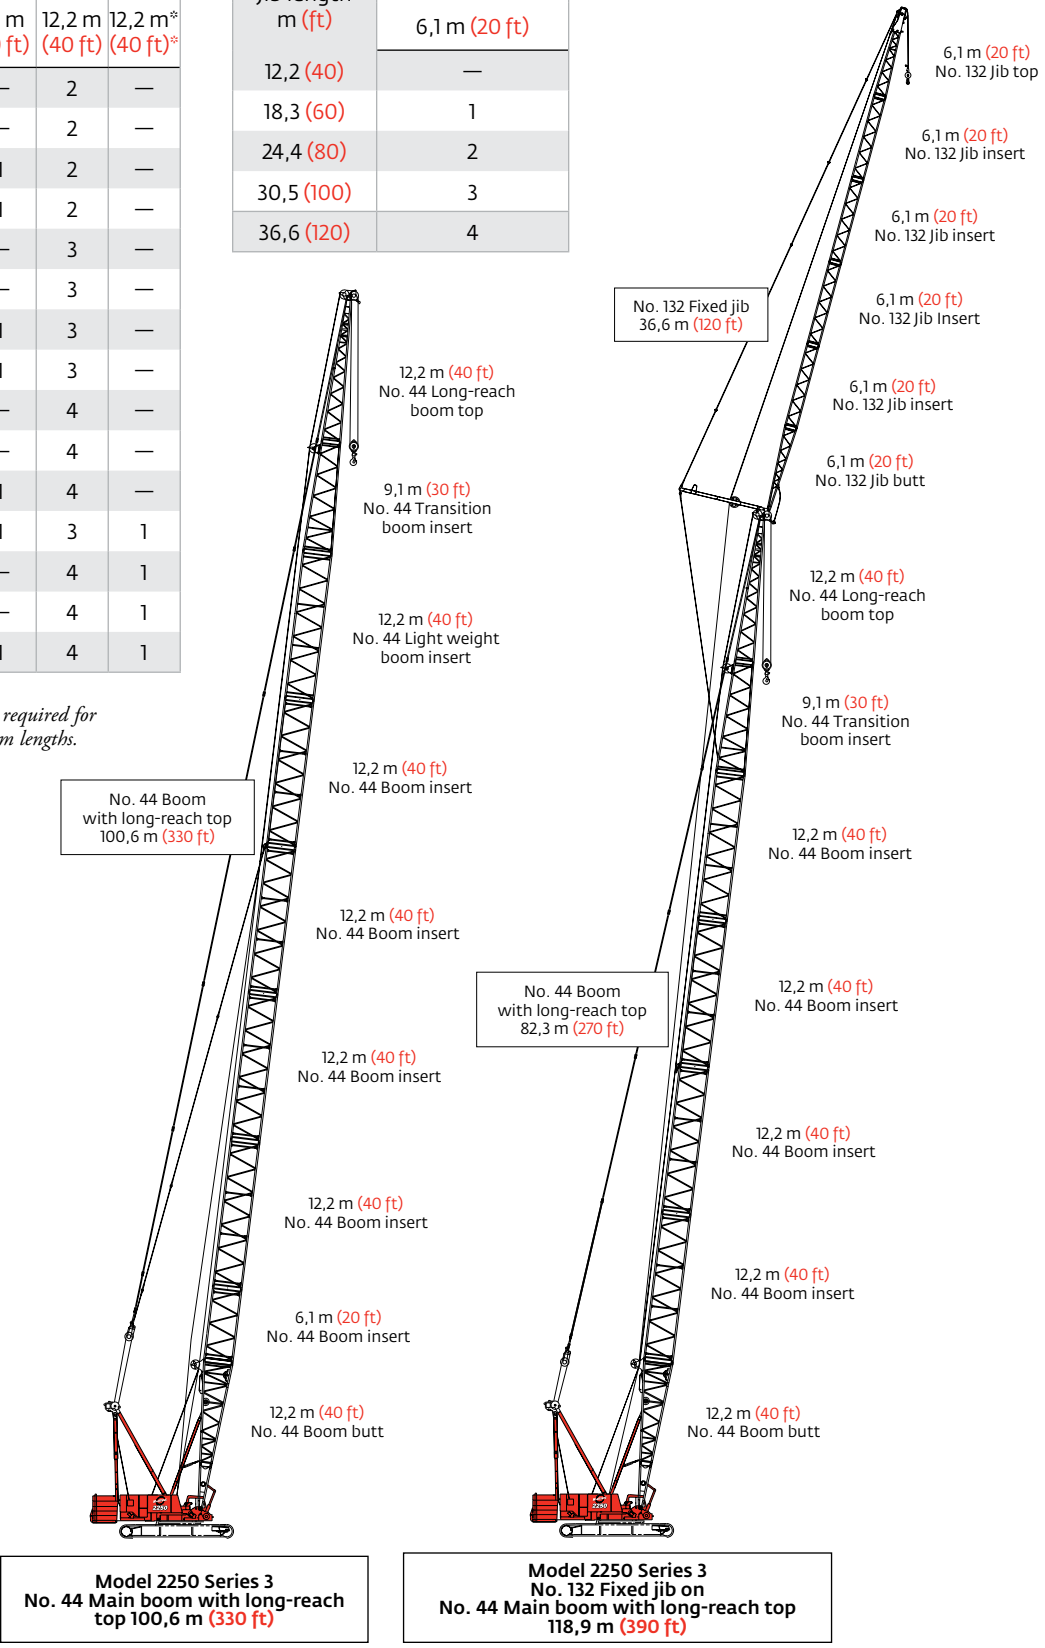 m 12,2 m 12,2 m*
ft) (40 ft) (40 ft)*
— 2 —
— 2 —
2 —
2 —
— 3 —
— 3 —
3 —
3 —
— 4 —
— 4 —
4 —
3 1
— 4 1
— 4 1
4 1
required for
m lengths.
m (ft) 6,1 m (20 ft)
12,2 (40) —
18,3 (60) 1
24,4 (80) 2
30,5 (100) 3
36,6 (120) 4
12,2 m (40 ft)
No. 44 Long-reach
boom top
9,1 m (30 ft)
No. 44 Transition
boom insert
12,2 m (40 ft)
No. 44 Light weight
boom insert
12,2 m (40 ft)
No. 44 Boom insert
No. 44 Boom
with long-reach top
100,6 m (330 ft)
12,2 m (40 ft)
No. 44 Boom insert
12,2 m (40 ft)
No. 44 Boom insert
12,2 m (40 ft)
No. 44 Boom insert
6,1 m (20 ft)
No. 44 Boom insert
12,2 m (40 ft)
No. 44 Boom butt
2250
Model 2250 Series 3
No. 44 Main boom with long-reach
top 100,6 m (330 ft)
6,1 m (20 ft)
No. 132 Jib top
6,1 m (20 ft)
No. 132 Jib insert
6,1 m (20 ft)
No. 132 Jib insert
6,1 m (20 ft)
No. 132 Jib Insert
No. 132 Fixed jib
36,6 m (120 ft)
6,1 m (20 ft)
No. 132 Jib insert
6,1 m (20 ft)
No. 132 Jib butt
12,2 m (40 ft)
No. 44 Long-reach
boom top
9,1 m (30 ft)
No. 44 Transition
boom insert
12,2 m (40 ft)
No. 44 Boom insert
No. 44 Boom
with long-reach top
82,3 m (270 ft)
12,2 m (40 ft)
No. 44 Boom insert
12,2 m (40 ft)
No. 44 Boom insert
12,2 m (40 ft)
No. 44 Boom insert
12,2 m (40 ft)
No. 44 Boom butt
2250
Model 2250 Series 3
No. 132 Fixed jib on
No. 44 Main boom with long-reach top
118,9 m (390 ft)